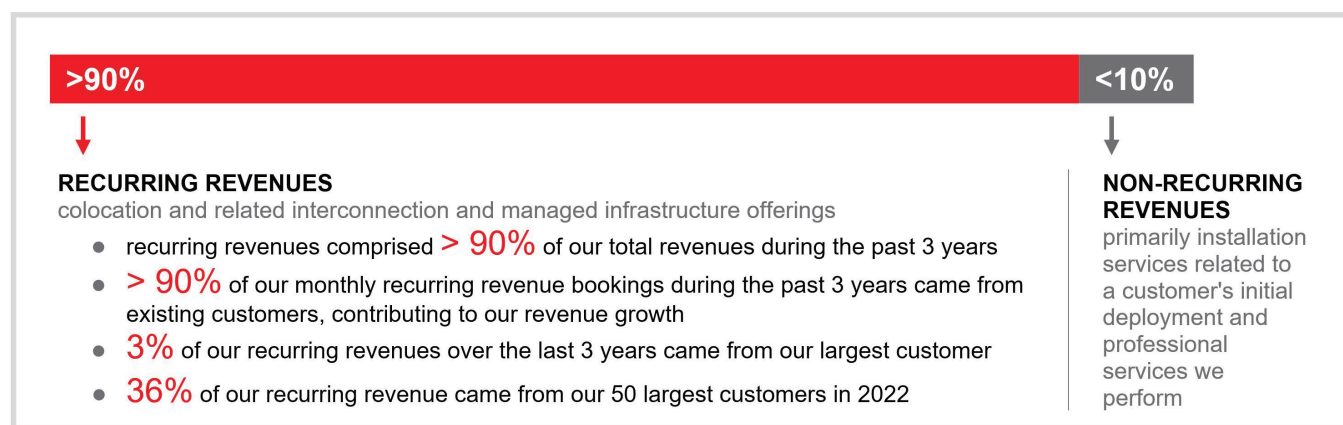 >90%
<10%
RECURRING REVENUES
colocation and related interconnection and managed infrastructure offerings
● recurring revenues comprised > 90% of our total revenues during the past 3 years
● > 90% of our monthly recurring revenue bookings during the past 3 years came from
existing customers, contributing to our revenue growth
● 3% of our recurring revenues over the last 3 years came from our largest customer
● 36% of our recurring revenue came from our 50 largest customers in 2022
NON-RECURRING
REVENUES
primarily installation
services related to
a customer's initial
deployment and
professional
services we
perform